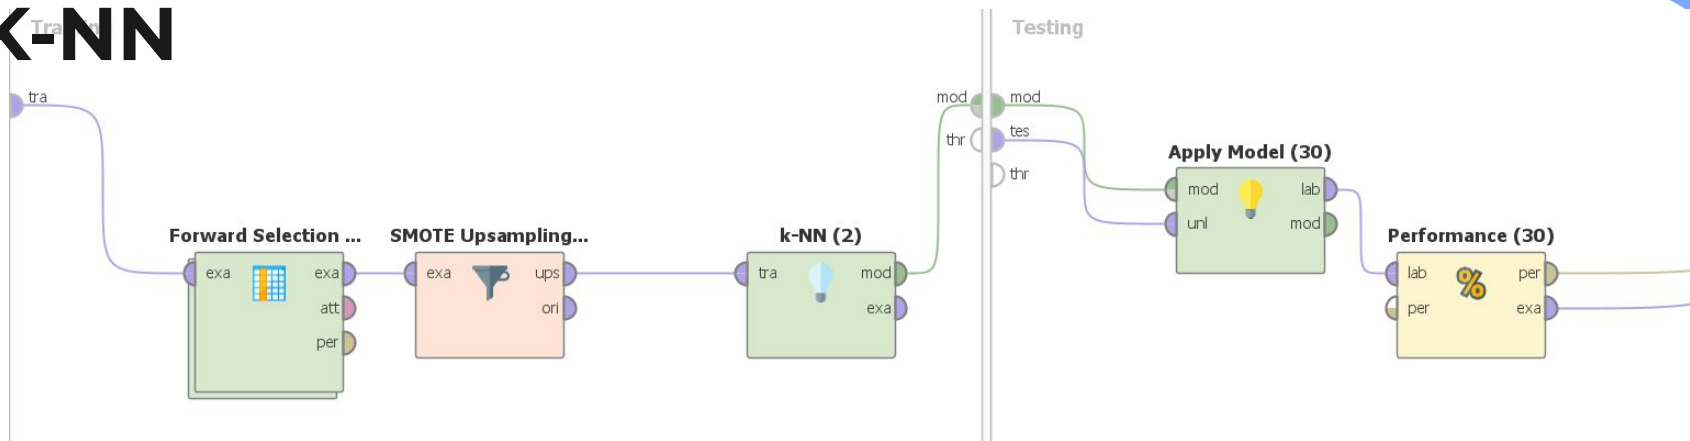 K-NN
Testing
tra
mod mod
thr tes
thr
Apply Model (30)
mod lab
unl mod
Forward Selection ...
exa exa
att
per
SMOTE Upsampling...
exa ups
ori
k-NN (2)
tra mod
exa
Performance (30)
lab per
per exa
%